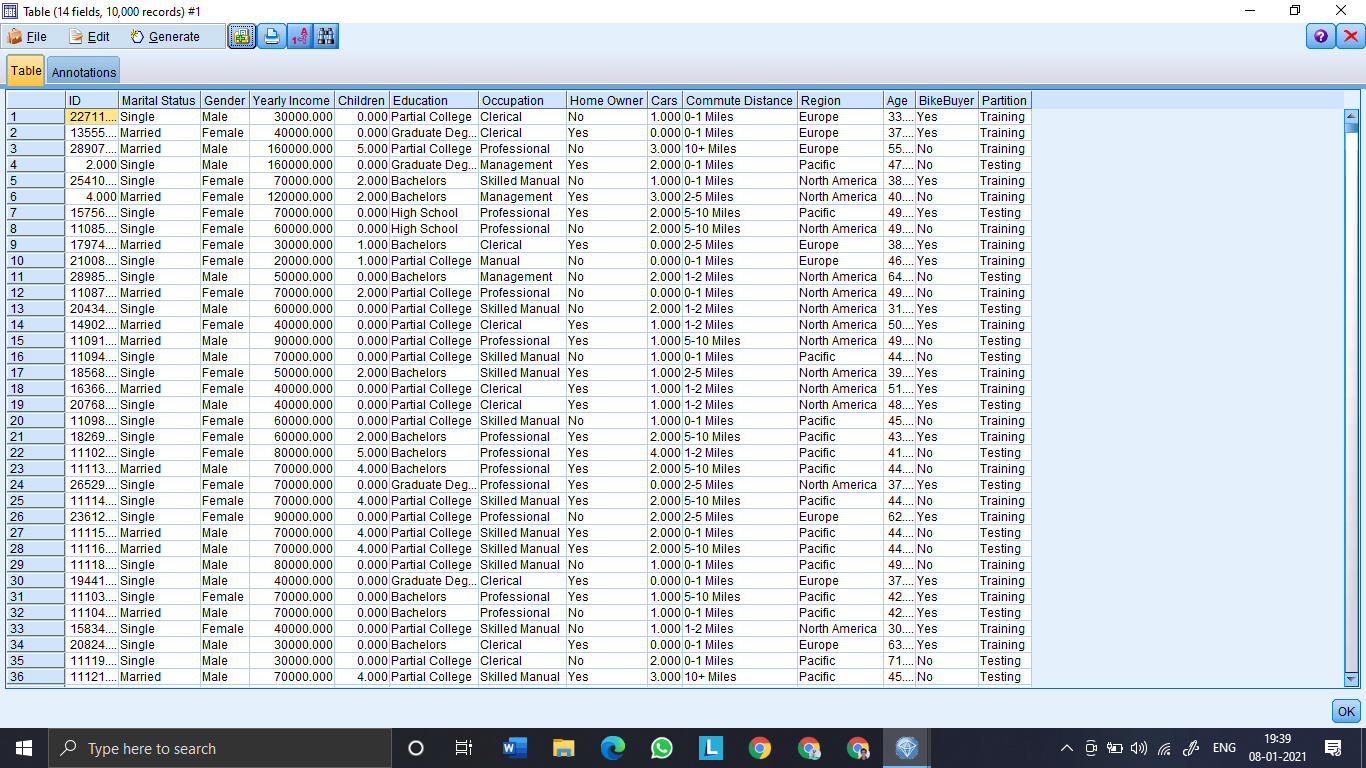 Table (14 fields, 10,000 records) #1
File Edit Generate
Table Annotations
ID Marital Status Gender Yearly Income Children Education Occupation Home Owner Cars Commute Distance Region Age BikeBuyer Partition
1 22711.... Single Male 30000.000 0.000 Partial College Clerical No 1.000 0-1 Miles Europe 33.... Yes Training
2 13555.... Married Female 40000.000 0.000 Graduate Deg... Clerical Yes 0.000 0-1 Miles Europe 37.... Yes Training
3 28907.... Married Male 160000.000 5.000 Partial College Professional No 3.000 10+ Miles Europe 55.... No Training
4 2.000 Single Male 160000.000 0.000 Graduate Deg... Management Yes 2.000 0-1 Miles Pacific 47.... No Testing
5 25410.... Single Female 70000.000 2.000 Bachelors Skilled Manual No 1.000 0-1 Miles North America 38.... Yes Training
6 4.000 Married Female 120000.000 2.000 Bachelors Management Yes 3.000 2-5 Miles North America 40.... No Training
7 15756.... Single Female 70000.000 0.000 High School Professional Yes 2.000 5-10 Miles Pacific 49.... Yes Testing
8 11085.... Single Female 60000.000 0.000 High School Professional No 2.000 5-10 Miles North America 49.... No Training
9 17974.... Married Female 30000.000 1.000 Bachelors Clerical Yes 0.000 2-5 Miles Europe 38.... Yes Training
10 21008.... Single Female 20000.000 1.000 Partial College Manual No 0.000 0-1 Miles Europe 46.... Yes Training
11 28985.... Single Male 50000.000 0.000 Bachelors Management No 2.000 1-2 Miles North America 64.... No Testing
12 11087.... Married Female 70000.000 2.000 Partial College Professional No 0.000 0-1 Miles North America 49.... No Training
13 20434.... Single Male 60000.000 0.000 Partial College Skilled Manual No 2.000 1-2 Miles North America 31.... Yes Testing
14 14902.... Married Female 40000.000 0.000 Partial College Clerical Yes 1.000 1-2 Miles North America 50.... Yes Training
15 11091.... Married Male 90000.000 0.000 Partial College Professional Yes 1.000 5-10 Miles North America 49.... No Training
16 11094.... Single Male 70000.000 0.000 Partial College Skilled Manual No 1.000 0-1 Miles Pacific 44.... No Testing
17 18568.... Single Female 50000.000 2.000 Bachelors Skilled Manual Yes 1.000 2-5 Miles North America 39.... Yes Testing
18 16366.... Married Female 40000.000 0.000 Partial College Clerical Yes 1.000 1-2 Miles North America 51.... Yes Testing
19 20768.... Single Male 40000.000 0.000 Partial College Clerical Yes 1.000 1-2 Miles North America 48.... Yes Testing
20 11098.... Single Female 60000.000 0.000 Partial College Skilled Manual No 1.000 0-1 Miles Pacific 45.... No Testing
21 18269.... Single Female 60000.000 2.000 Bachelors Professional Yes 2.000 5-10 Miles Pacific 43.... Yes Testing
22 11102.... Single Female 80000.000 5.000 Bachelors Professional Yes 4.000 1-2 Miles Pacific 41.... No Testing
23 11113.... Married Male 70000.000 4.000 Bachelors Professional Yes 2.000 5-10 Miles Pacific 44.... No Training
24 26529.... Single Female 70000.000 0.000 Graduate Deg... Professional Yes 0.000 2-5 Miles North America 37.... Yes Testing
25 11114.... Single Female 70000.000 4.000 Partial College Skilled Manual Yes 2.000 5-10 Miles Pacific 44.... No Training
26 23612.... Single Female 90000.000 0.000 Partial College Professional No 2.000 2-5 Miles Europe 62.... Yes Training
27 11115.... Married Male 70000.000 4.000 Partial College Skilled Manual Yes 2.000 0-1 Miles Pacific 44.... No Training
28 11116.... Married Male 70000.000 4.000 Partial College Skilled Manual Yes 2.000 5-10 Miles Pacific 44.... No Testing
29 11118.... Single Male 80000.000 0.000 Partial College Skilled Manual No 1.000 0-1 Miles Pacific 49.... No Training
30 19441.... Single Male 40000.000 0.000 Graduate Deg... Clerical Yes 0.000 0-1 Miles Europe 37.... Yes Training
31 11103.... Single Female 70000.000 0.000 Bachelors Professional Yes 1.000 5-10 Miles Pacific 42.... Yes Training
32 11104.... Married Male 70000.000 0.000 Bachelors Professional No 1.000 0-1 Miles Pacific 42.... Yes Testing
33 15834.... Single Female 40000.000 0.000 Partial College Skilled Manual No 1.000 1-2 Miles North America 30.... Yes Training
34 20824.... Single Male 30000.000 0.000 Bachelors Clerical Yes 0.000 0-1 Miles Europe 63.... Yes Training
35 11119.... Single Male 30000.000 0.000 Partial College Clerical No 2.000 0-1 Miles Pacific 71.... No Testing
36 11121.... Married Male 70000.000 4.000 Partial College Skilled Manual Yes 3.000 10+ Miles Pacific 45.... No Testing
OK
Type here to search
ENG
19:39
08-01-2021